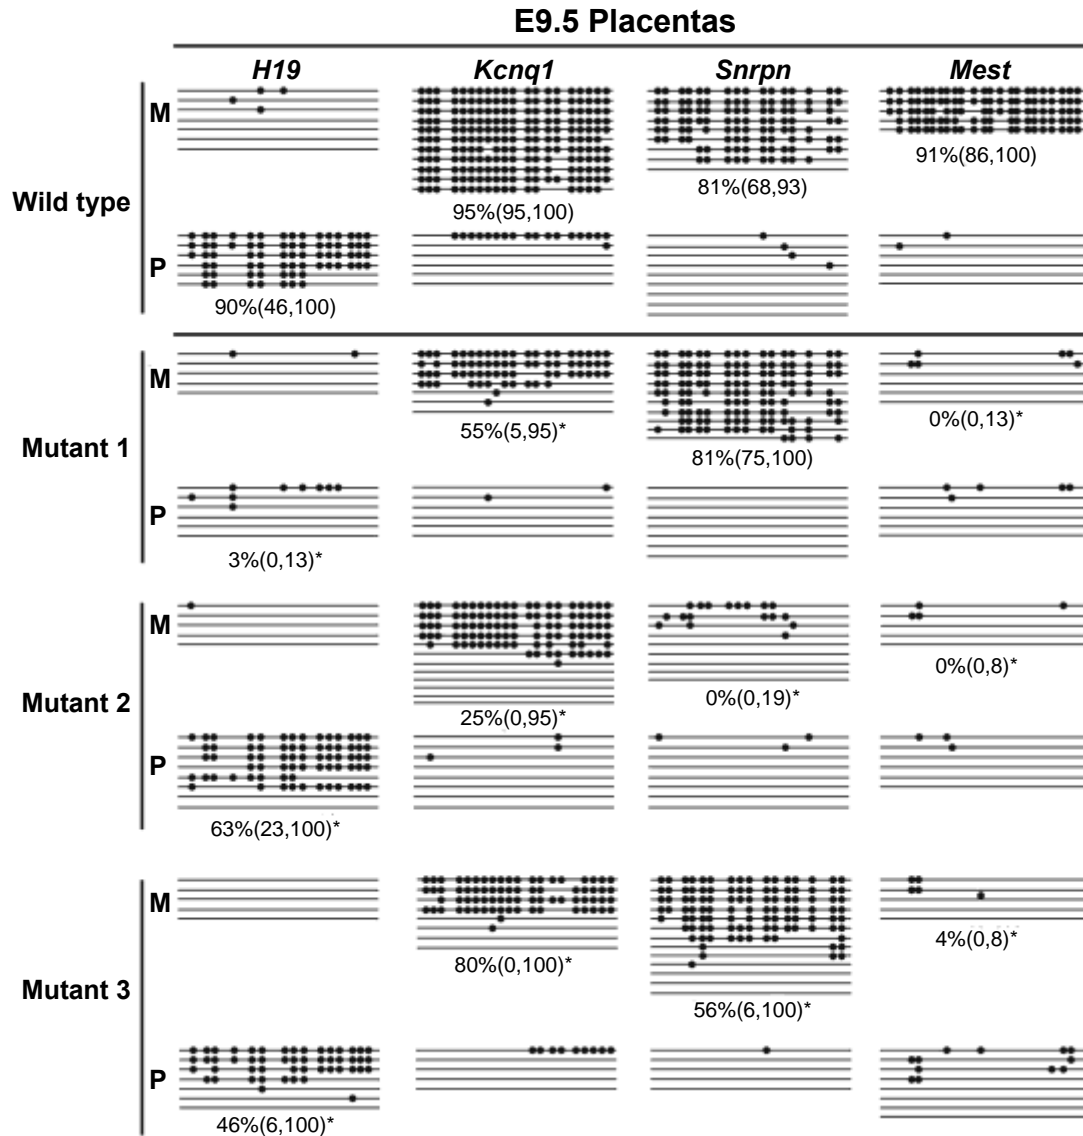 E9.5 Placentas
H19 Kcnq1 Snrpn Mest
M
95%(95,100) 81%(68,93) 91%(86,100)
Wild type
P
90%(46,100)
M
55%(5,95)* 81%(75,100) 0%(0,13)*
Mutant 1
P
3%(0,13)*
M
25%(0,95)* 0%(0,19)* 0%(0,8)*
Mutant 2
P
63%(23,100)*
M
80%(0,100)* 56%(6,100)* 4%(0,8)*
Mutant 3
P
46%(6,100)*